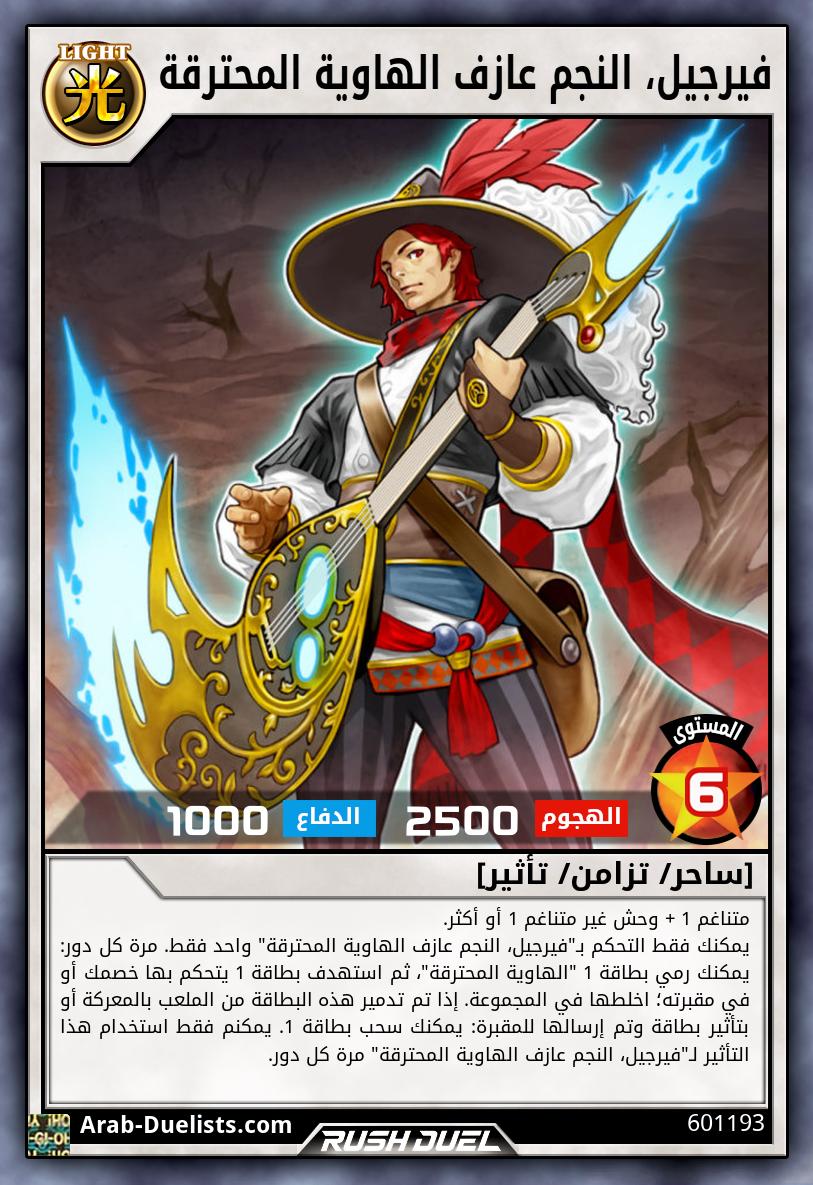 LIGHT
光
فيرجيل، النجم عازف الهاوية المحترقة
المستوى
6
الهجوم 2500 الدفاع 1000
[ساحر/ تزامن/ تأثير]
متناغم 1 + وحش غير متناغم 1 أو أكثر.
يمكنك فقط التحكم بـ"فيرجيل، النجم عازف الهاوية المحترقة" واحد فقط. مرة كل دور:
يمكنك رمي بطاقة 1 "الهاوية المحترقة"، ثم استهدف بطاقة 1 يتحكم بها خصمك أو
في مقبرته؛ اخلطها في المجموعة. إذا تم تدمير هذه البطاقة من الملعب بالمعركة أو
بتأثير بطاقة وتم إرسالها للمقبرة: يمكنك سحب بطاقة 1. يمكنم فقط استخدام هذا
التأثير لـ"فيرجيل، النجم عازف الهاوية المحترقة" مرة كل دور.
Arab-Duelists.com
RUSH DUEL
601193